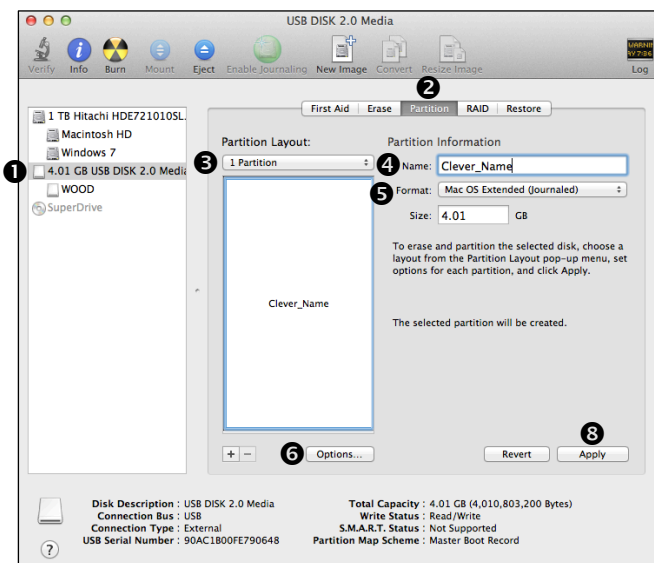 USB DISK 2.0 Media
Verify Info Burn Mount Eject Enable Journaling New Image Convert Resize Image Log
❷
First Aid Erase Partition RAID Restore
1 TB Hitachi HDE721010SL.
Macintosh HD
Windows 7
❶ 4.01 GB USB DISK 2.0 Media
WOOD
SuperDrive
Partition Layout:
❸ 1 Partition
Clever_Name
+ −
❻ Options...
Partition Information
❹ Name: Clever_Name
❺ Format: Mac OS Extended (Journaled)
Size: 4.01 GB
To erase and partition the selected disk, choose a
layout from the Partition Layout pop-up menu, set
options for each partition, and click Apply.
The selected partition will be created.
❽
Revert Apply
Disk Description : USB DISK 2.0 Media
Connection Bus : USB
Connection Type : External
USB Serial Number : 90AC1B00FE790648
Total Capacity : 4.01 GB (4,010,803,200 Bytes)
Write Status : Read/Write
S.M.A.R.T. Status : Not Supported
Partition Map Scheme : Master Boot Record
?